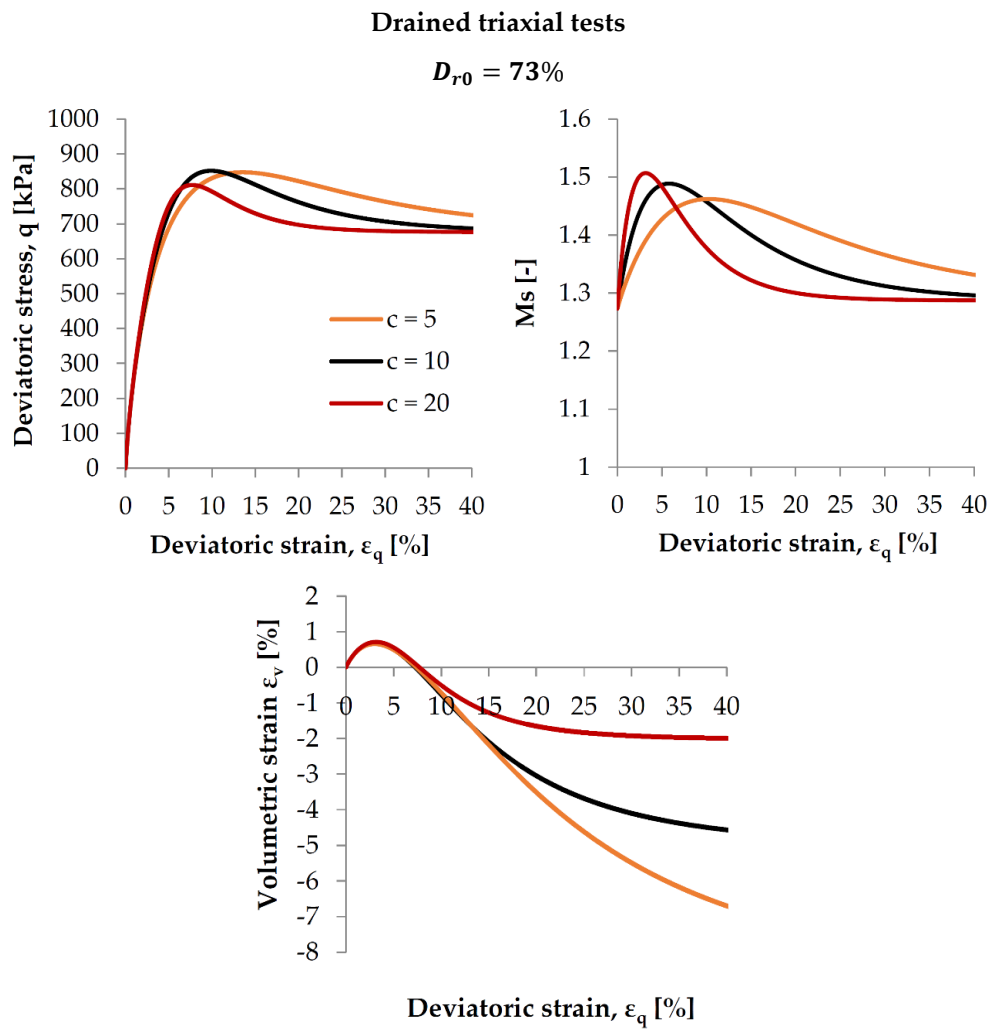 Drained triaxial tests
D_{r0} = 73%
Deviatoric stress, q [kPa]
1000
900
800
700
600
500
400
300
200
100
0
c = 5
c = 10
c = 20
0 5 10 15 20 25 30 35 40
Deviatoric strain, ε_q [%]
Ms [-]
1.6
1.5
1.4
1.3
1.2
1.1
1
0 5 10 15 20 25 30 35 40
Deviatoric strain, ε_q [%]
Volumetric strain ε_v [%]
2
1
0
-1
-2
-3
-4
-5
-6
-7
-8
0 5 10 15 20 25 30 35 40
Deviatoric strain, ε_q [%]